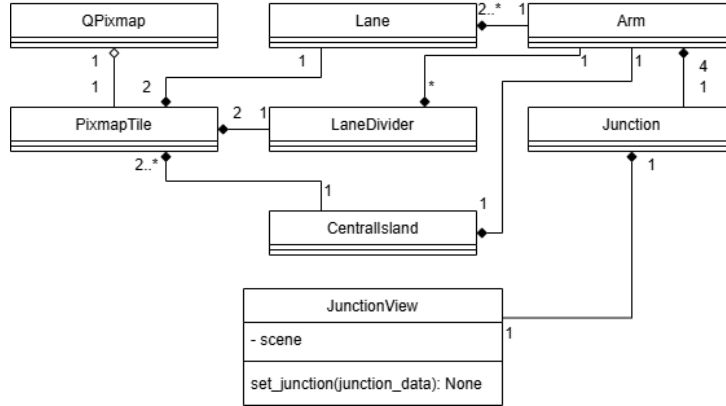 QPixmap
Lane
2..*
1
Arm
1
1
2
1
*
1
1
4
1
PixmapTile
2
1
LaneDivider
Junction
2..*
1
1
1
CentralIsland
JunctionView
1
- scene
set_junction(junction_data): None